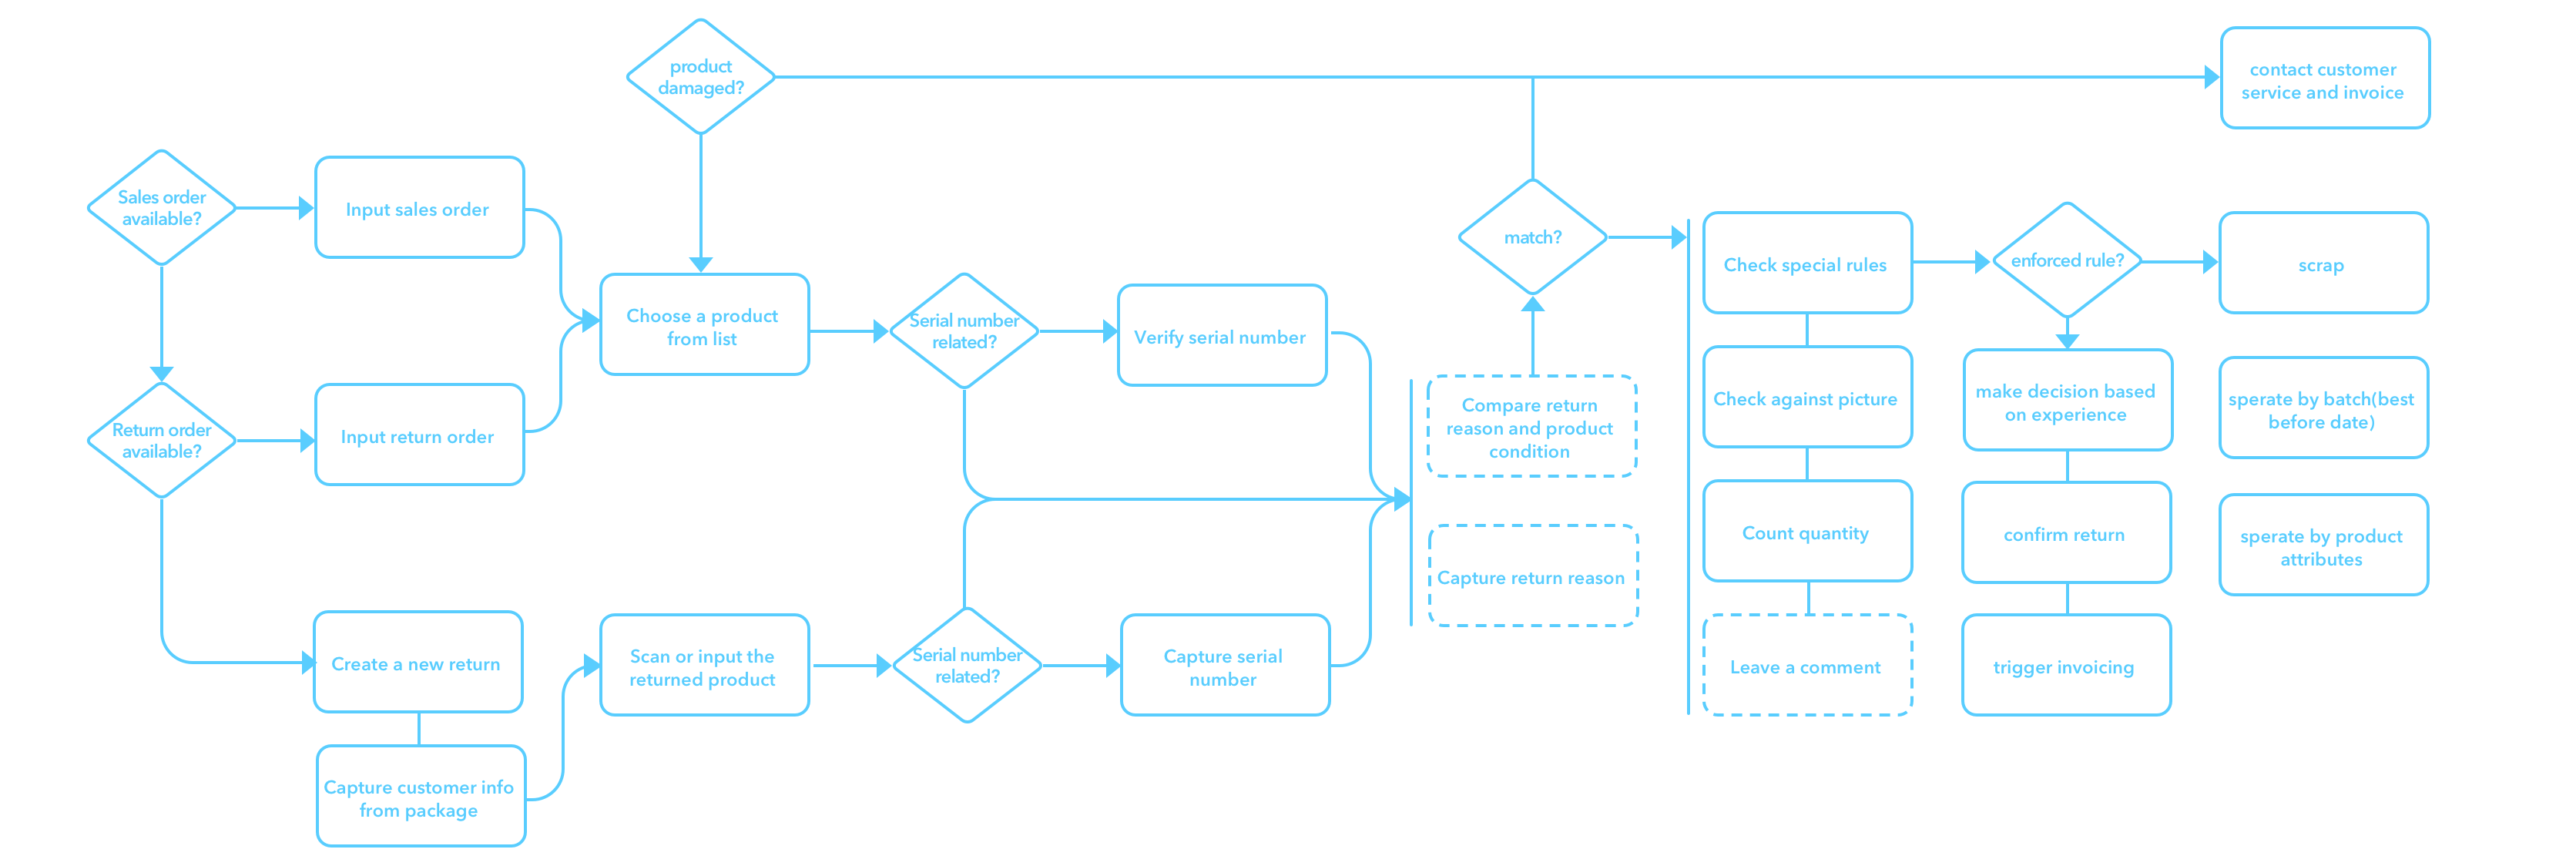 product
damaged?
contact customer
service and invoice
Sales order
available?
Input sales order
match?
Check special rules
enforced rule?
scrap
Choose a product
from list
Serial number
related?
Verify serial number
Return order
available?
Input return order
Compare return
reason and product
condition
Check against picture
make decision based
on experience
sperate by batch(best
before date)
Capture return reason
Count quantity
confirm return
sperate by product
attributes
Create a new return
Scan or input the
returned product
Serial number
related?
Capture serial
number
Leave a comment
trigger invoicing
Capture customer info
from package